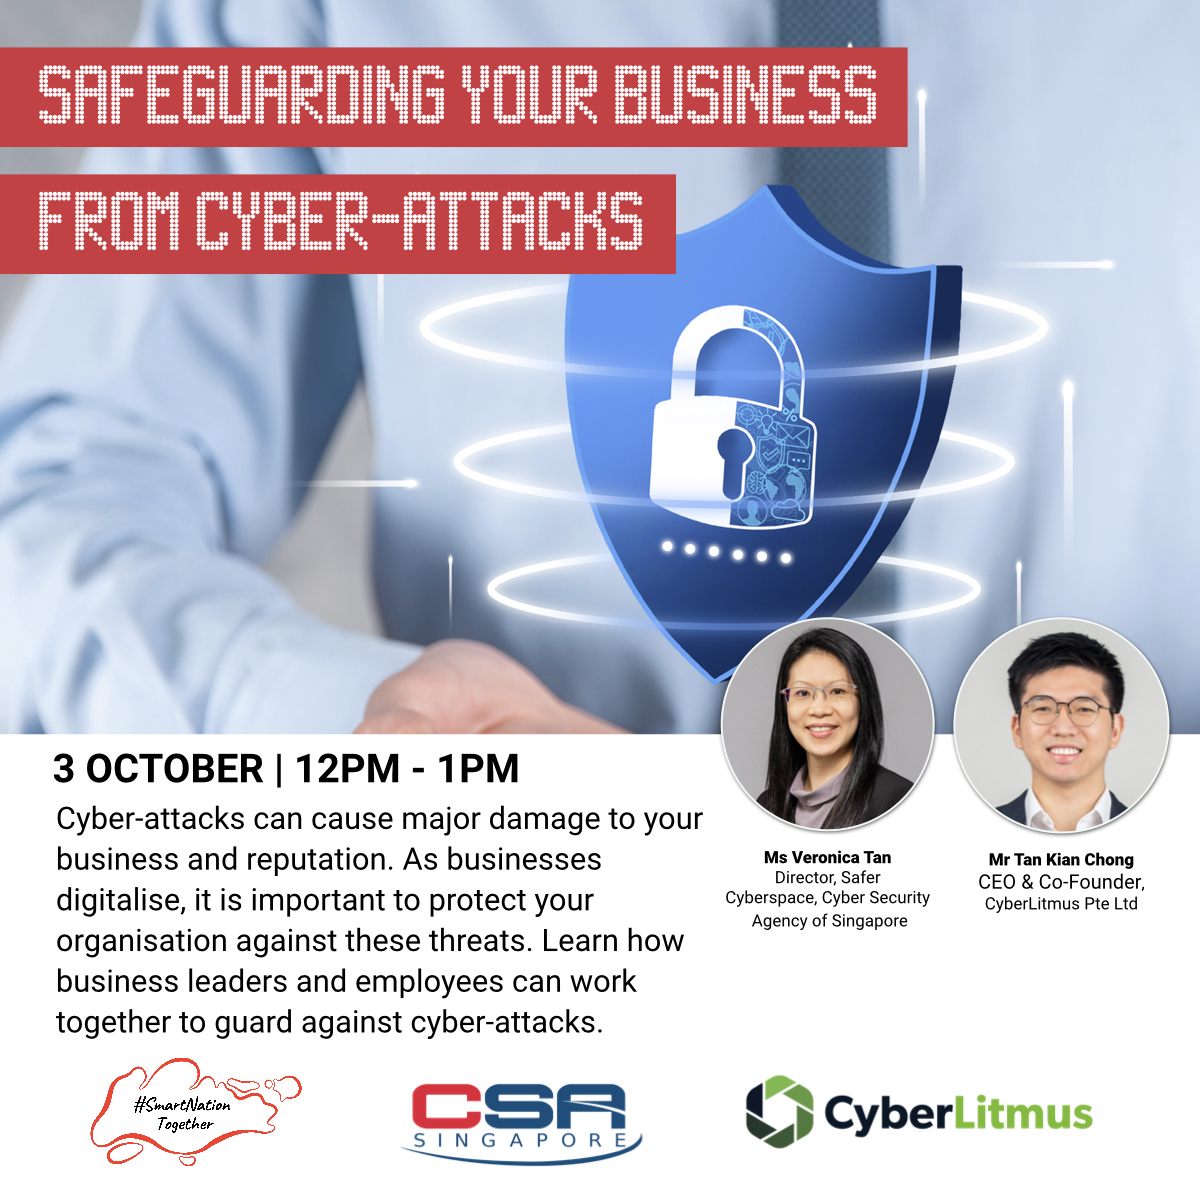 SAFEGUARDING YOUR BUSINESS
FROM CYBER-ATTACKS
3 OCTOBER | 12PM - 1PM
Cyber-attacks can cause major damage to your
business and reputation. As businesses
digitalise, it is important to protect your
organisation against these threats. Learn how
business leaders and employees can work
together to guard against cyber-attacks.
Ms Veronica Tan
Director, Safer
Cyberspace, Cyber Security
Agency of Singapore
Mr Tan Kian Chong
CEO & Co-Founder,
CyberLitmus Pte Ltd
#SmartNation
Together
CSA
SINGAPORE
CyberLitmus